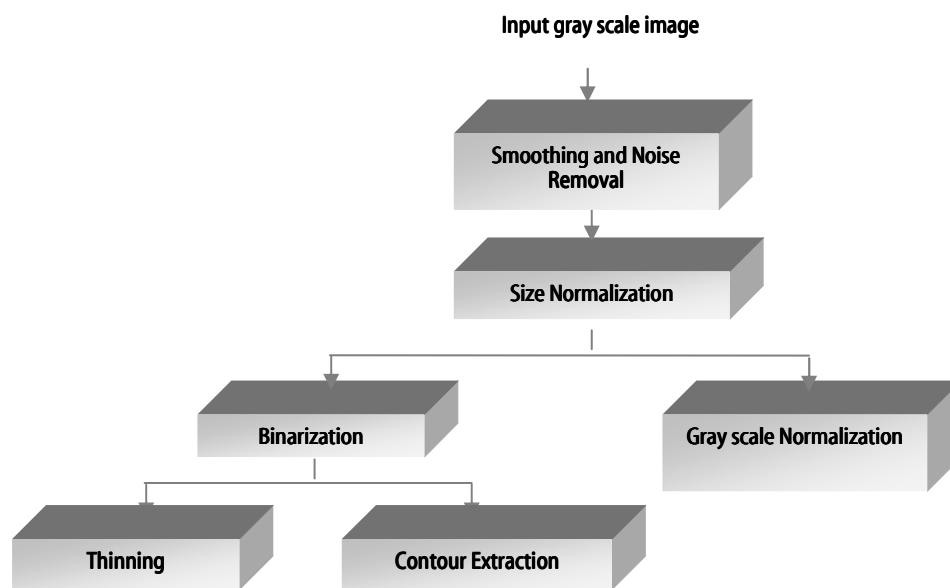 Input gray scale image
Smoothing and Noise
Removal
Size Normalization
Binarization
Gray scale Normalization
Thinning
Contour Extraction